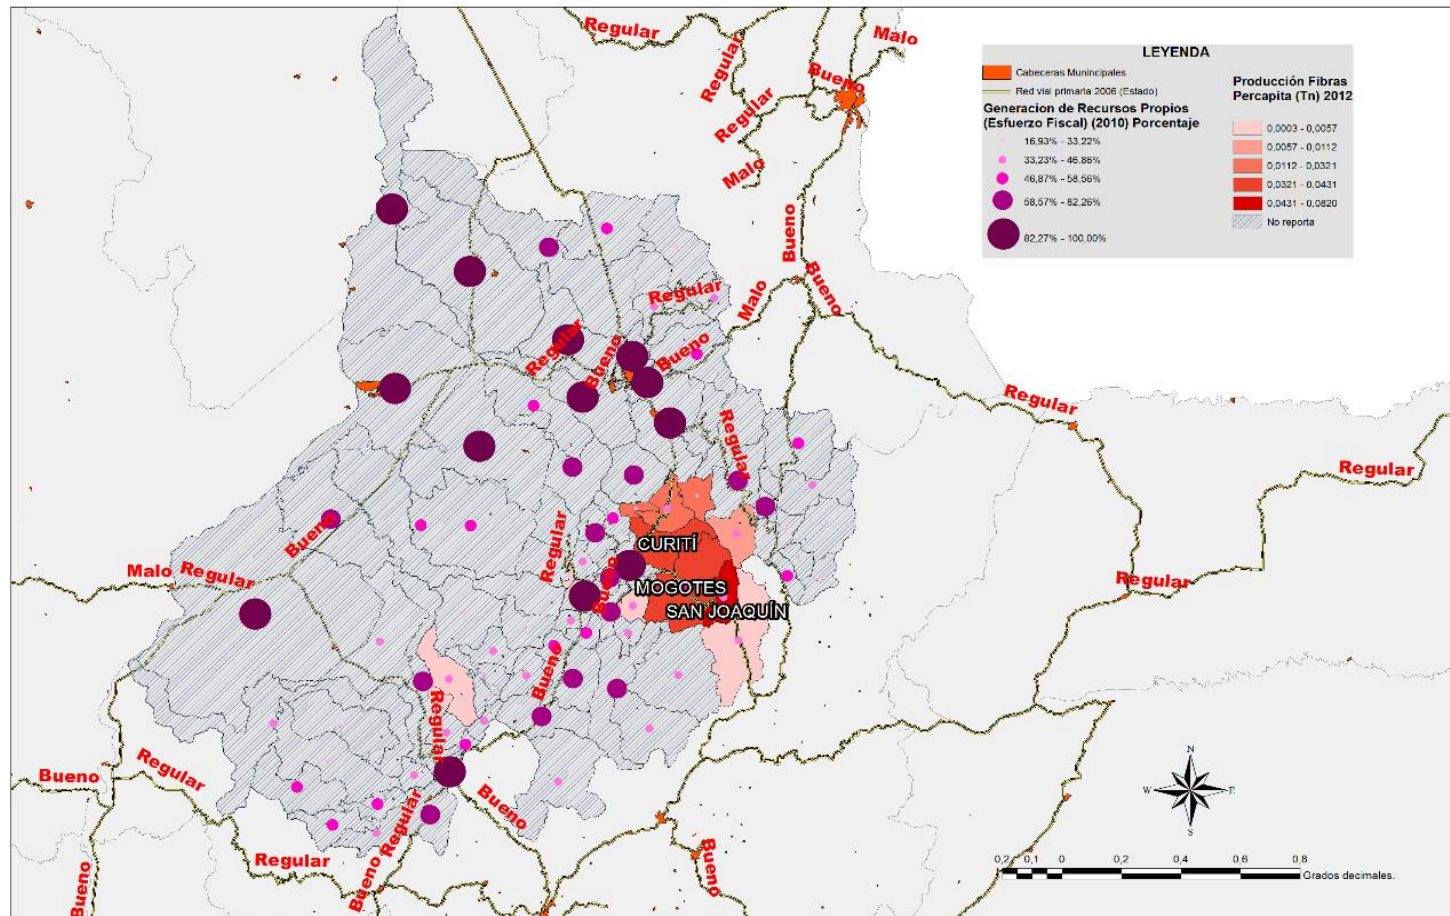 Regular
Malo
Regular
Bueno
Regular
Malo
Bueno
Bueno
Malo
Regular
Regular
Bueno
Bueno
Regular
Regular
Regular
Regular
Bueno
Regular
Bueno
Malo
Regular
Regular
Bueno
Regular
Bueno
Regular
Regular
Bueno
Regular
Bueno
Bueno
Bueno
CURITÍ
MOGOTES
SAN JOAQUÍN
LEYENDA
Cabeceras Munincipales
Red vial primaria 2006 (Estado)
Generacion de Recursos Propios
(Esfuerzo Fiscal) (2010) Porcentaje
16,93% - 33,22%
33,23% - 46,86%
46,87% - 58,56%
58,57% - 82,26%
82,27% - 100,00%
Producción Fibras
Percapita (Tn) 2012
0,0003 - 0,0057
0,0057 - 0,0112
0,0112 - 0,0321
0,0321 - 0,0431
0,0431 - 0,0820
No reporta
N
W E
S
0,2 0,1 0 0,2 0,4 0,6 0,8
Grados decimales.